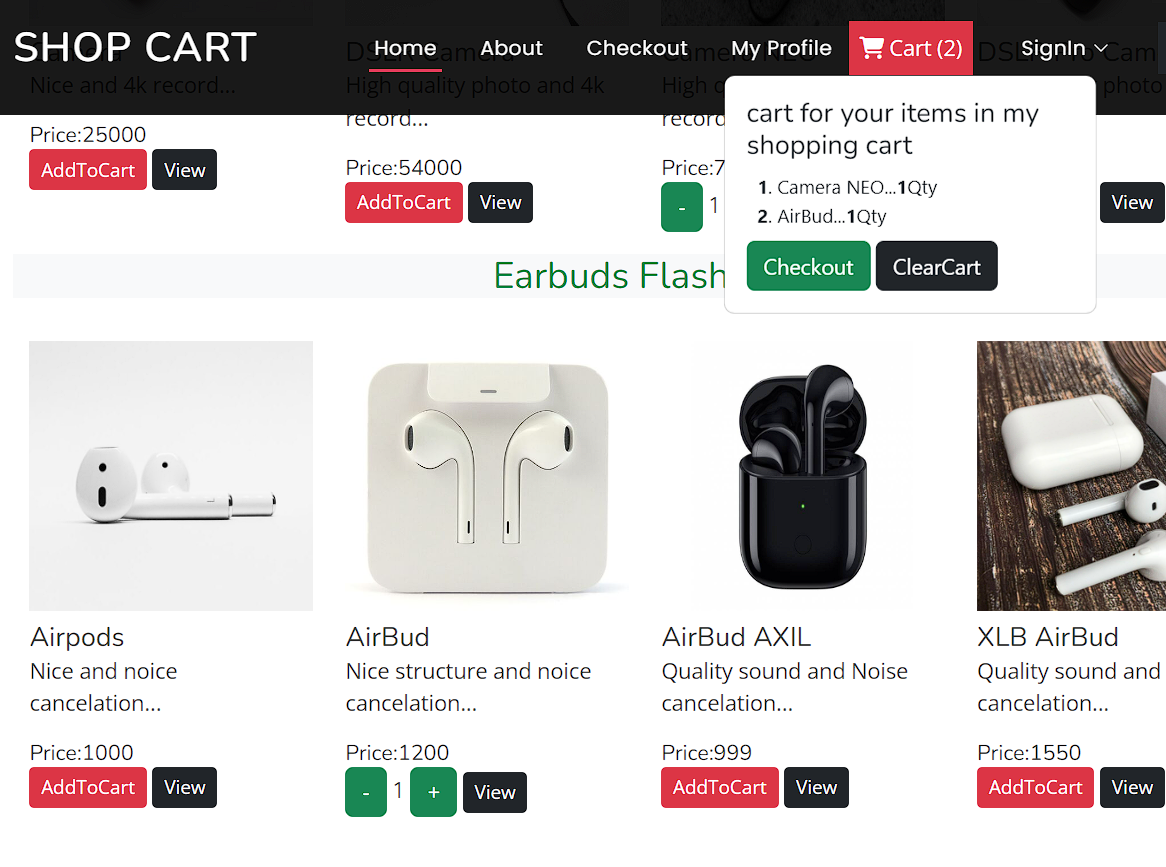 SHOP CART
Home
About
Checkout
My Profile
Cart (2)
SignIn
DSLR Camera
Camera NEO
DSLR Pro Cam
Nice and 4k record...
High quality photo and 4k
record...
High
record
photo
cart for your items in my
shopping cart
1. Camera NEO...1Qty
2. AirBud...1Qty
Checkout
ClearCart
Price:25000
AddToCart
View
Price:54000
AddToCart
View
Price:7
-
1
View
Earbuds Flash
Airpods
Nice and noice
cancelation...
Price:1000
AddToCart
View
AirBud
Nice structure and noice
cancelation...
Price:1200
-
1
+
View
AirBud AXIL
Quality sound and Noise
cancelation...
Price:999
AddToCart
View
XLB AirBud
Quality sound and
cancelation...
Price:1550
AddToCart
View